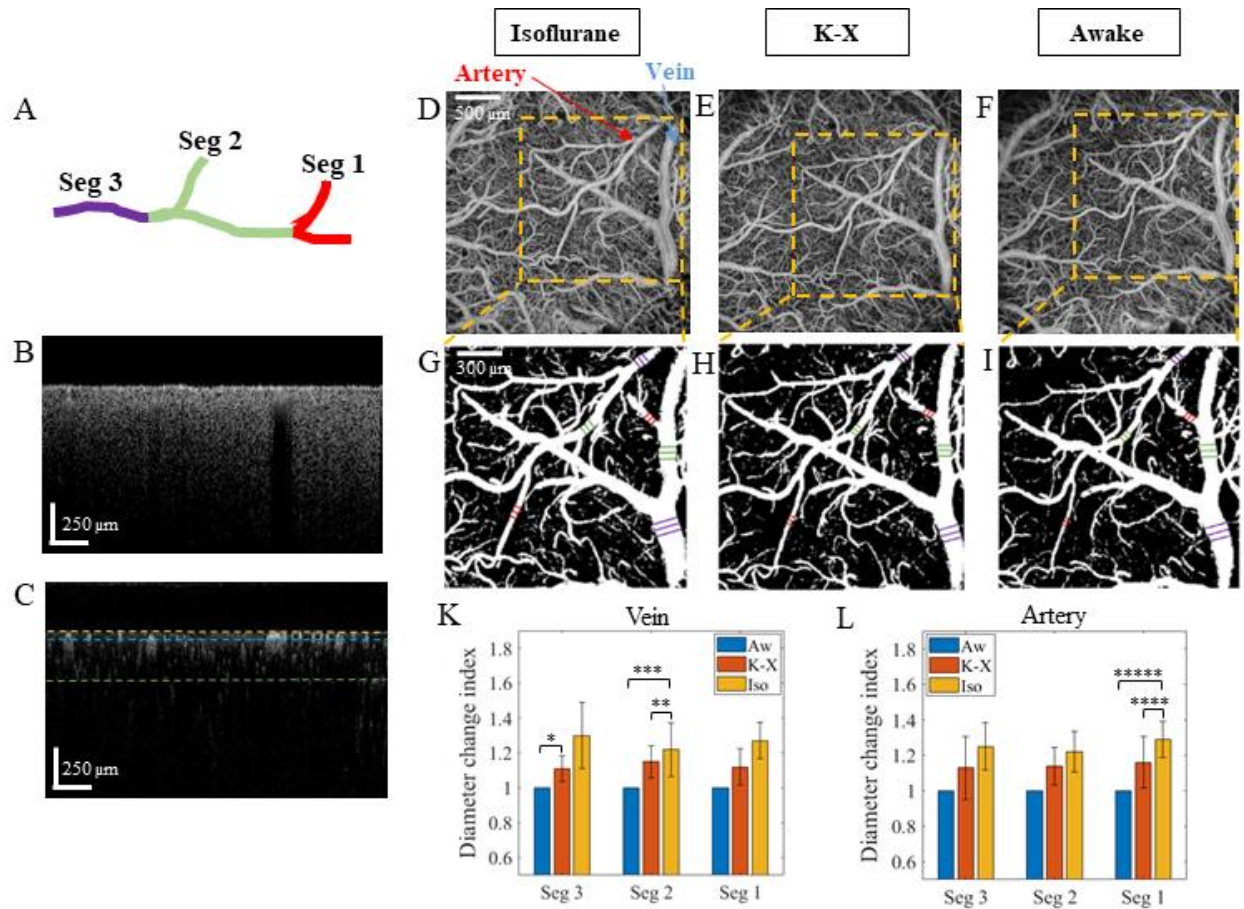 Isoflurane
K-X
Awake
Artery
Vein
A
Seg 3
Seg 2
Seg 1
D
500 μm
E
F
B
250 μm
G
300 μm
H
I
C
250 μm
K
Vein
Diameter change index
1.8
1.6
1.4
1.2
1
0.8
0.6
Aw
K-X
Iso
*
***
**
Seg 3
Seg 2
Seg 1
L
Artery
Diameter change index
1.8
1.6
1.4
1.2
1
0.8
0.6
Aw
K-X
Iso
*****
****
Seg 3
Seg 2
Seg 1